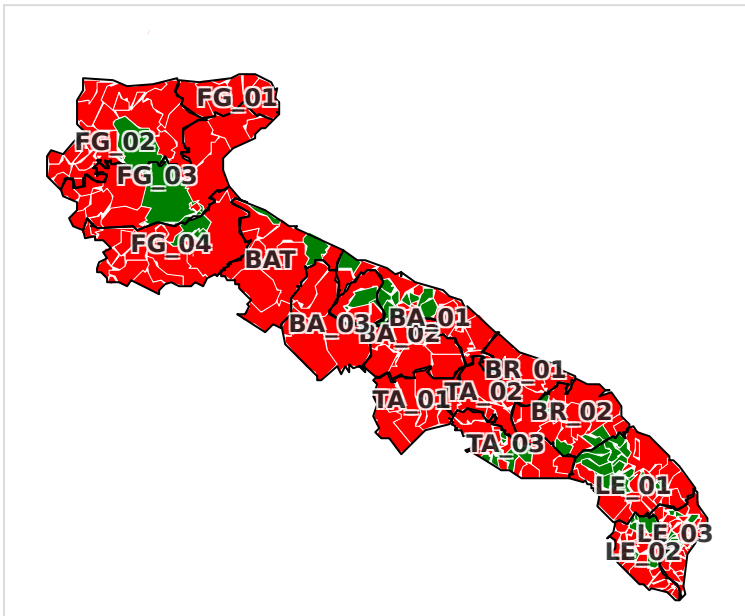 FG_01
FG_02
FG_03
FG_04
BAT
BA_01
BA_03
BA_02
BR_01
TA_02
TA_01
BR_02
TA_03
LE_01
LE_03
LE_02